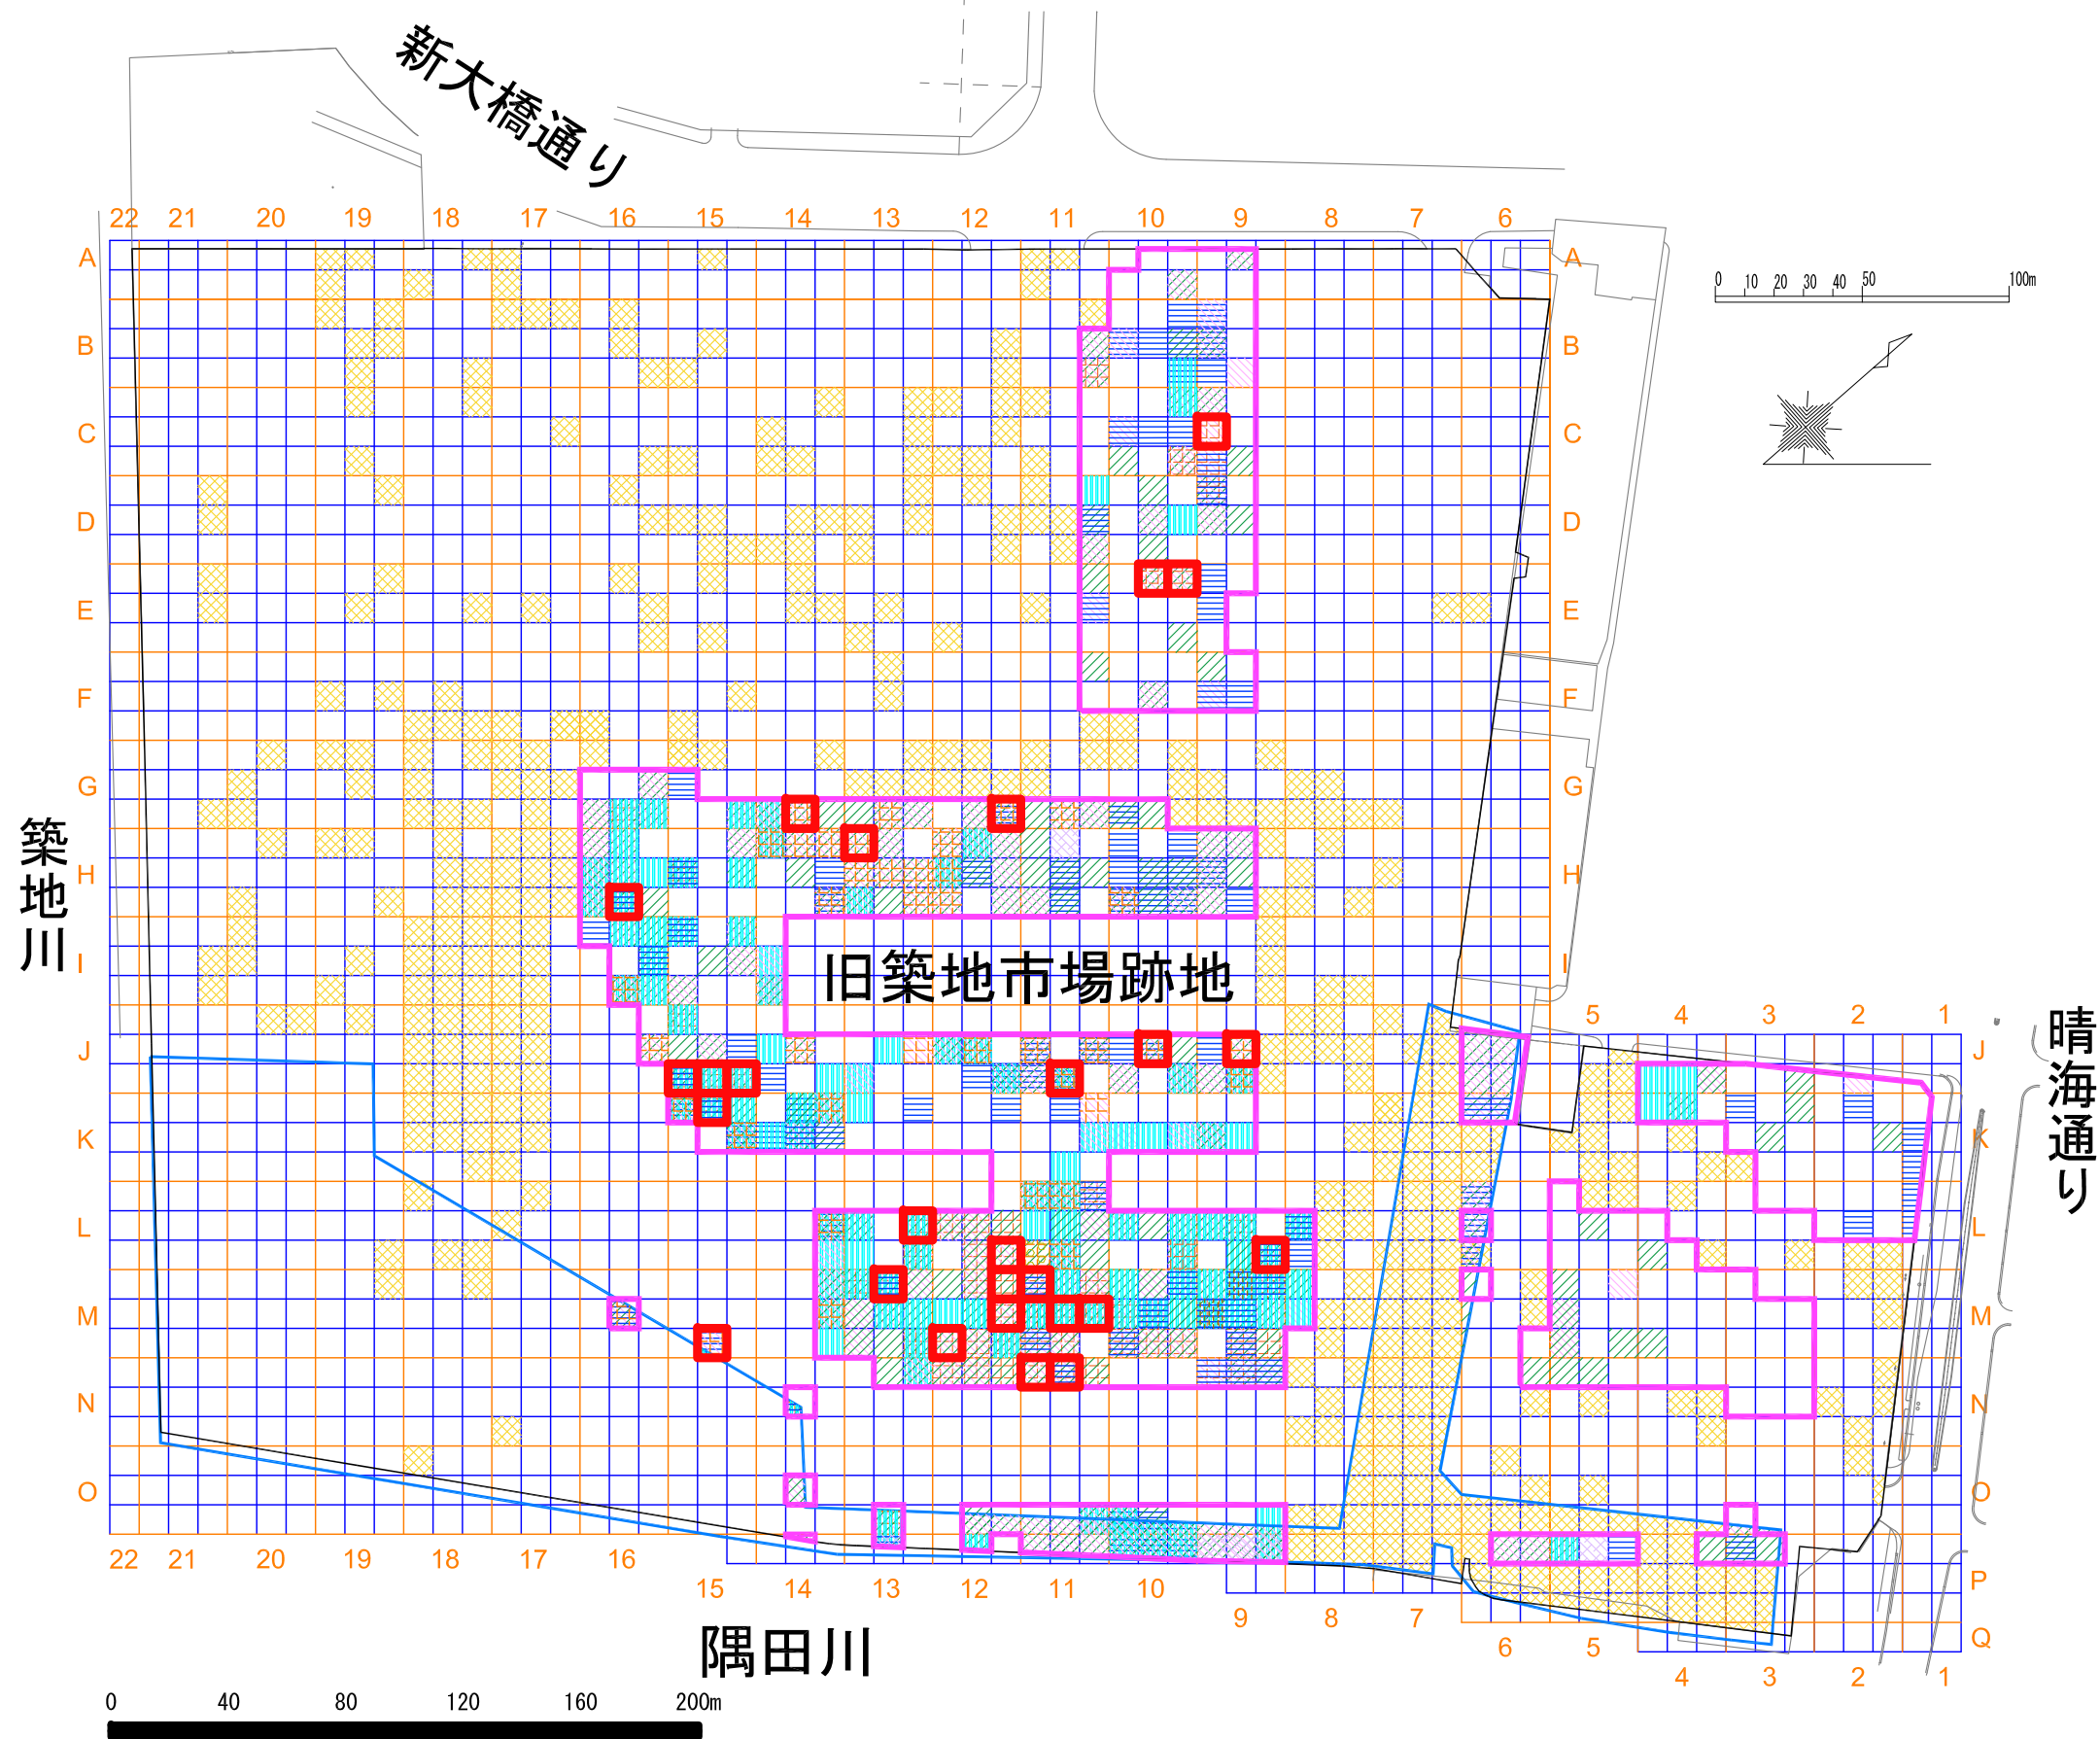 新大橋通り
22 21 20 19 18 17 16 15 14 13 12 11 10 9 8 7 6
A A
B B
C C
D D
E E
F F
G G
H H
I I
0 10 20 30 40 50 100m
築地川
旧築地市場跡地
5 4 3 2 1
晴海通り
J J
K K
L L
M M
N N
O O
P
Q
22 21 20 19 18 17 16
15 14 13 12 11 10
9 8 7
6 5
4 3 2 1
隅田川
0 40 80 120 160 200m